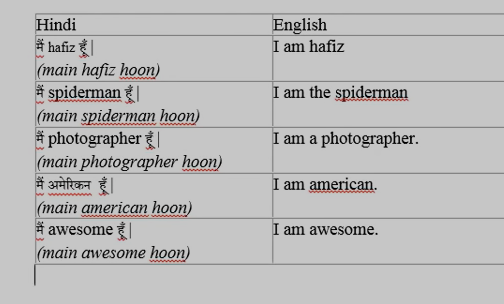 Hindi English
मैं hafiz हूँ| I am hafiz
(main hafiz hoon)
मैं spiderman हूँ| I am the spiderman
(main spiderman hoon)
मैं photographer हूँ| I am a photographer.
(main photographer hoon)
मैं अमेरिकन हूँ| I am american.
(main american hoon)
मैं awesome हूँ| I am awesome.
(main awesome hoon)